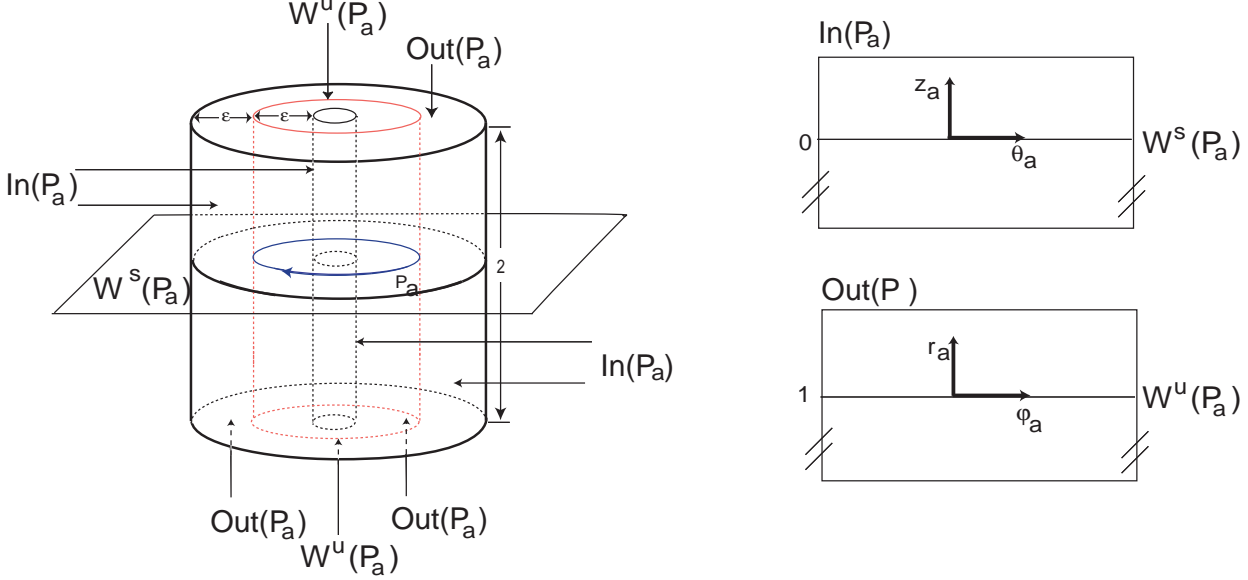 W^u(P_a)
Out(P_a)
ε ε
In(P_a)
2
P_a
W^s(P_a)
In(P_a)
Out(P_a)
Out(P_a)
W^u(P_a)
In(P_a)
z_a
0
W^s(P_a)
θ_a
Out(P )
r_a
1
W^u(P_a)
φ_a